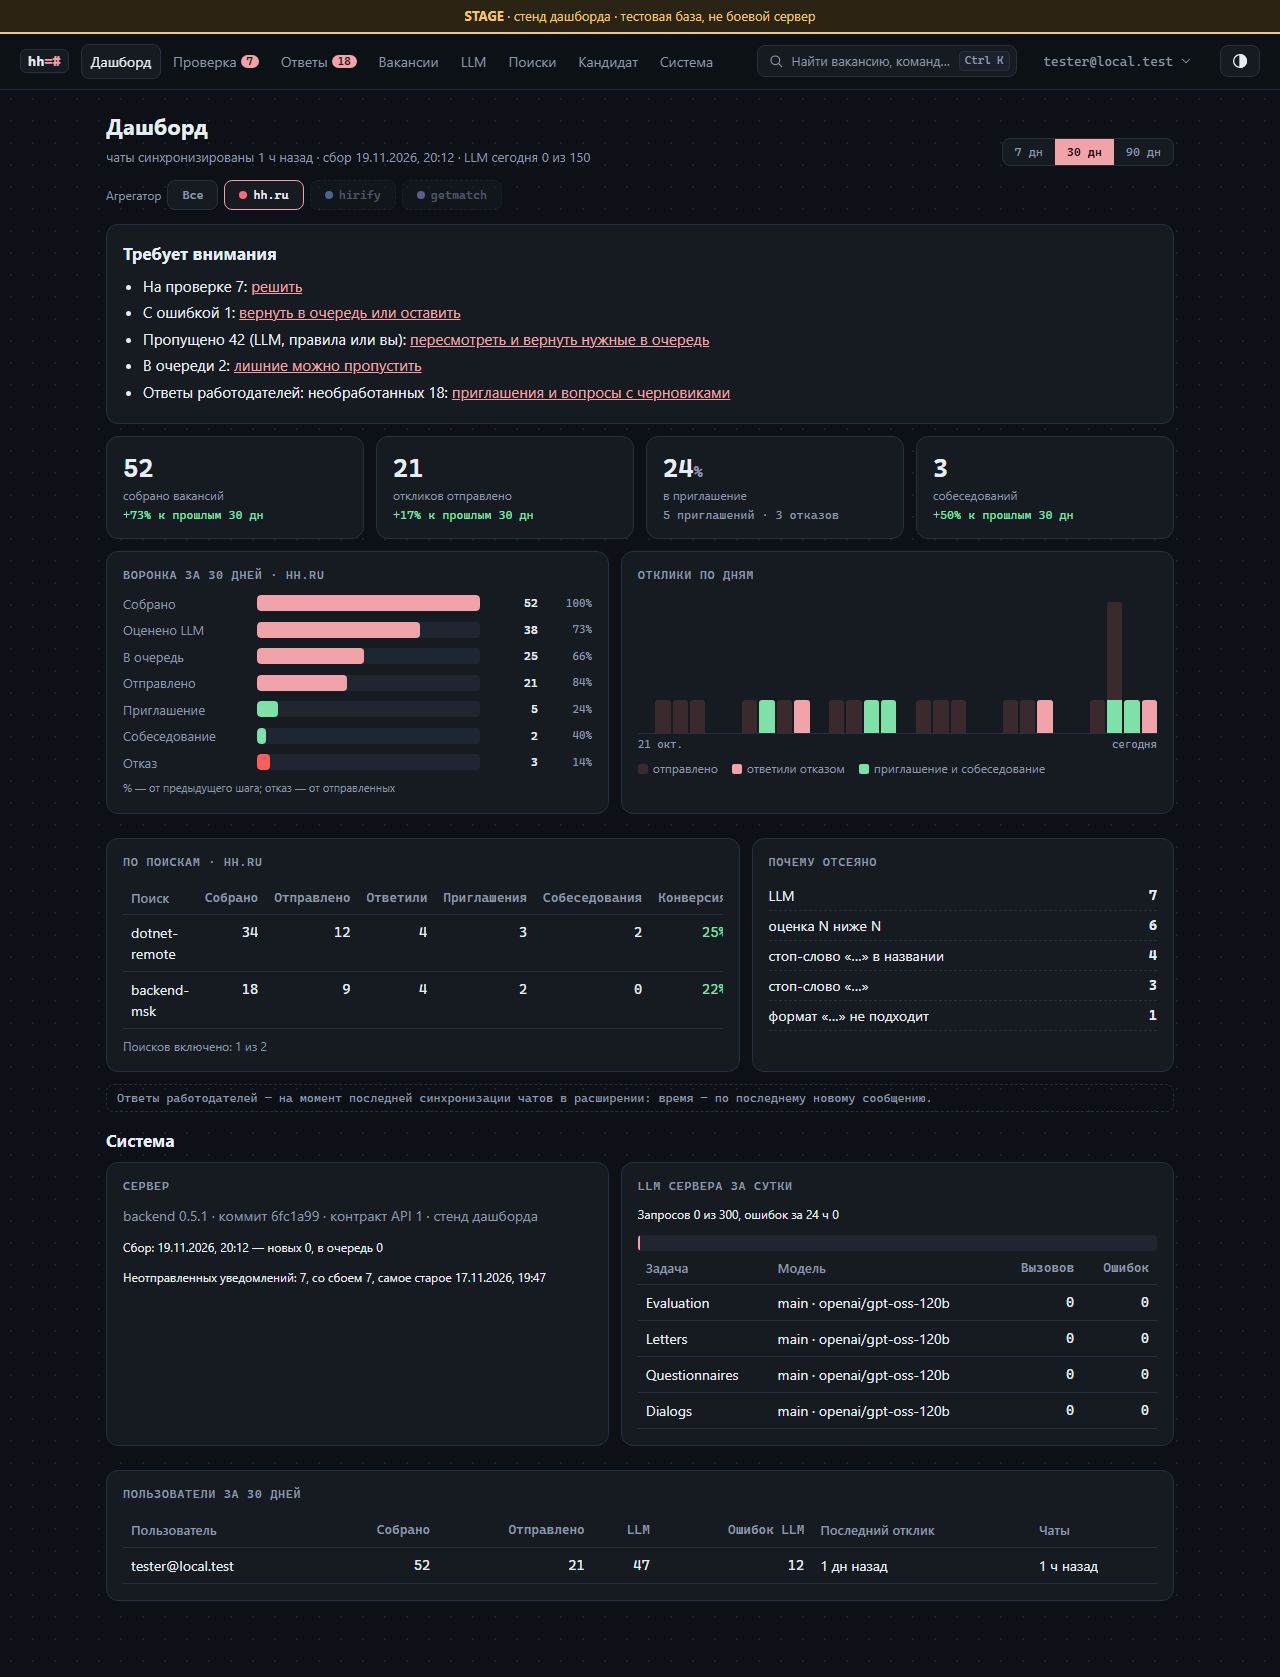 STAGE · стенд дашборда · тестовая база, не боевой сервер
hh=# Дашборд Проверка 7 Ответы 18 Вакансии LLM Поиски Кандидат Система Найти вакансию, команд... Ctrl K tester@local.test
Дашборд
чаты синхронизированы 1 ч назад · сбор 19.11.2026, 20:12 · LLM сегодня 0 из 150
7 дн 30 дн 90 дн
Агрегатор Все hh.ru hirify getmatch
Требует внимания
На проверке 7: решить
С ошибкой 1: вернуть в очередь или оставить
Пропущено 42 (LLM, правила или вы): пересмотреть и вернуть нужные в очередь
В очереди 2: лишние можно пропустить
Ответы работодателей: необработанных 18: приглашения и вопросы с черновиками
52
собрано вакансий
+73% к прошлым 30 дн
21
откликов отправлено
+17% к прошлым 30 дн
24%
в приглашение
5 приглашений · 3 отказов
3
собеседований
+50% к прошлым 30 дн
ВОРОНКА ЗА 30 ДНЕЙ · HH.RU
Собрано 52 100%
Оценено LLM 38 73%
В очередь 25 66%
Отправлено 21 84%
Приглашение 5 24%
Собеседование 2 40%
Отказ 3 14%
% — от предыдущего шага; отказ — от отправленных
ОТКЛИКИ ПО ДНЯМ
21 окт. сегодня
отправлено ответили отказом приглашение и собеседование
ПО ПОИСКАМ · HH.RU
Поиск Собрано Отправлено Ответили Приглашения Собеседования Конверсия
dotnet-remote 34 12 4 3 2 25%
backend-msk 18 9 4 2 0 22%
Поисков включено: 1 из 2
ПОЧЕМУ ОТСЕЯНО
LLM 7
оценка N ниже N 6
стоп-слово «…» в названии 4
стоп-слово «…» 3
формат «…» не подходит 1
Ответы работодателей — на момент последней синхронизации чатов в расширении: время — по последнему новому сообщению.
Система
СЕРВЕР
backend 0.5.1 · коммит 6fc1a99 · контракт API 1 · стенд дашборда
Сбор: 19.11.2026, 20:12 — новых 0, в очередь 0
Неотправленных уведомлений: 7, со сбоем 7, самое старое 17.11.2026, 19:47
LLM СЕРВЕРА ЗА СУТКИ
Запросов 0 из 300, ошибок за 24 ч 0
Задача Модель Вызовов Ошибок
Evaluation main · openai/gpt-oss-120b 0 0
Letters main · openai/gpt-oss-120b 0 0
Questionnaires main · openai/gpt-oss-120b 0 0
Dialogs main · openai/gpt-oss-120b 0 0
ПОЛЬЗОВАТЕЛИ ЗА 30 ДНЕЙ
Пользователь Собрано Отправлено LLM Ошибок LLM Последний отклик Чаты
tester@local.test 52 21 47 12 1 дн назад 1 ч назад